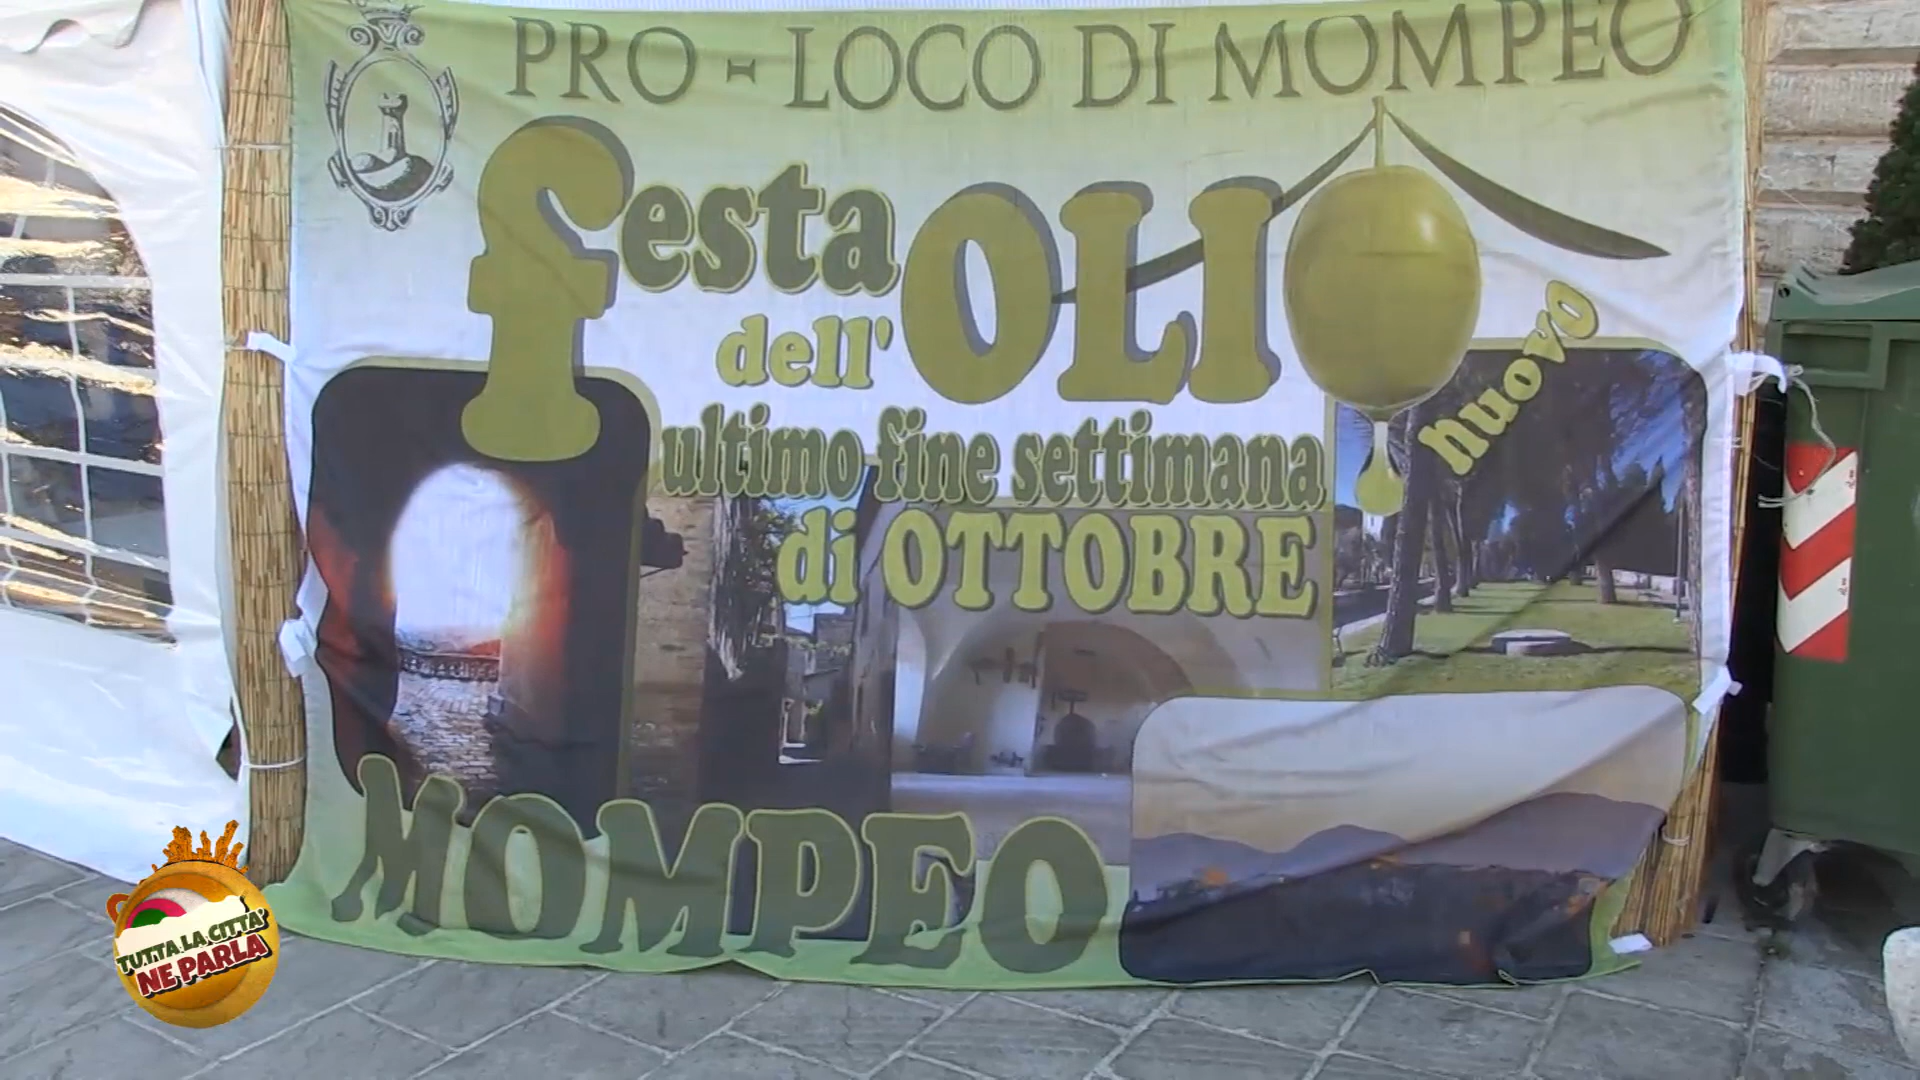 PRO-LOCO DI MOMPEO
festa
dell'OLIO
nuovo
ultimo fine settimana
di OTTOBRE
MOMPEO
TUTTA LA CITTA'
NE PARLA